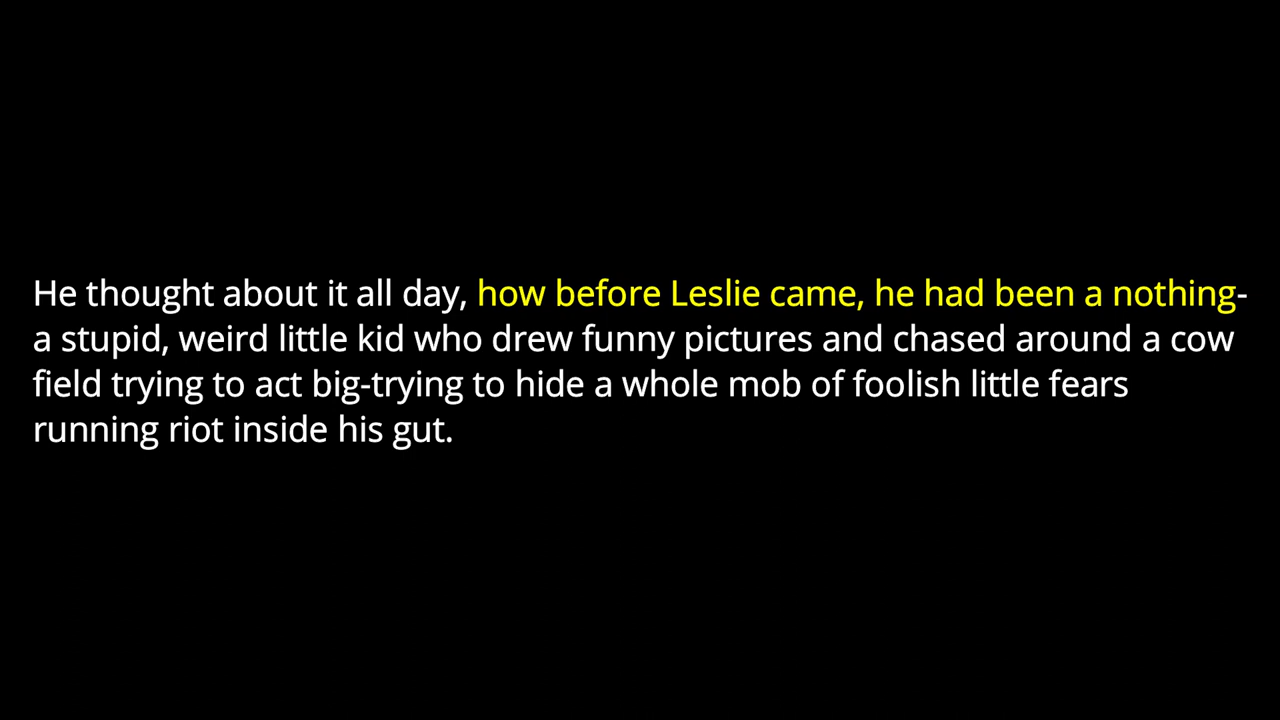 He thought about it all day, how before Leslie came, he had been a nothing-
a stupid, weird little kid who drew funny pictures and chased around a cow
field trying to act big-trying to hide a whole mob of foolish little fears
running riot inside his gut.